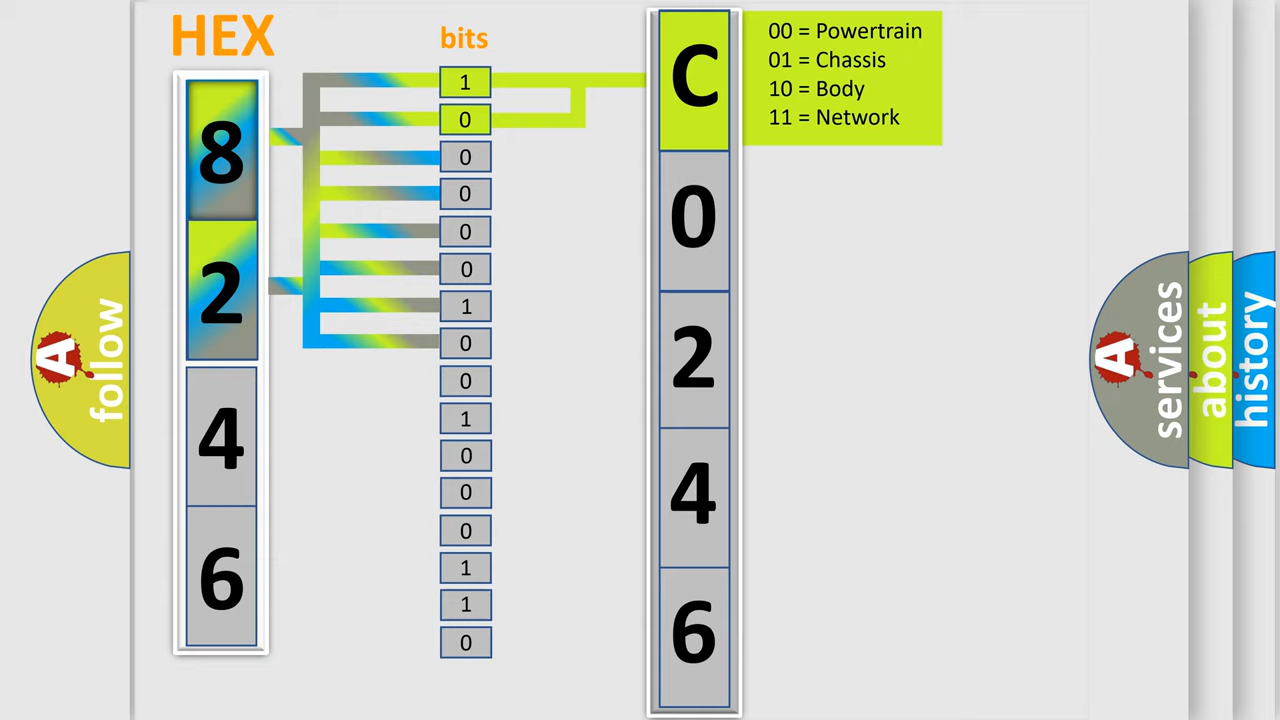 HEX
bits
8
2
4
6
1
0
0
0
0
0
1
0
0
1
0
0
0
1
1
0
C
0
2
4
6
00 = Powertrain
01 = Chassis
10 = Body
11 = Network
A
follow
A
services
about
history